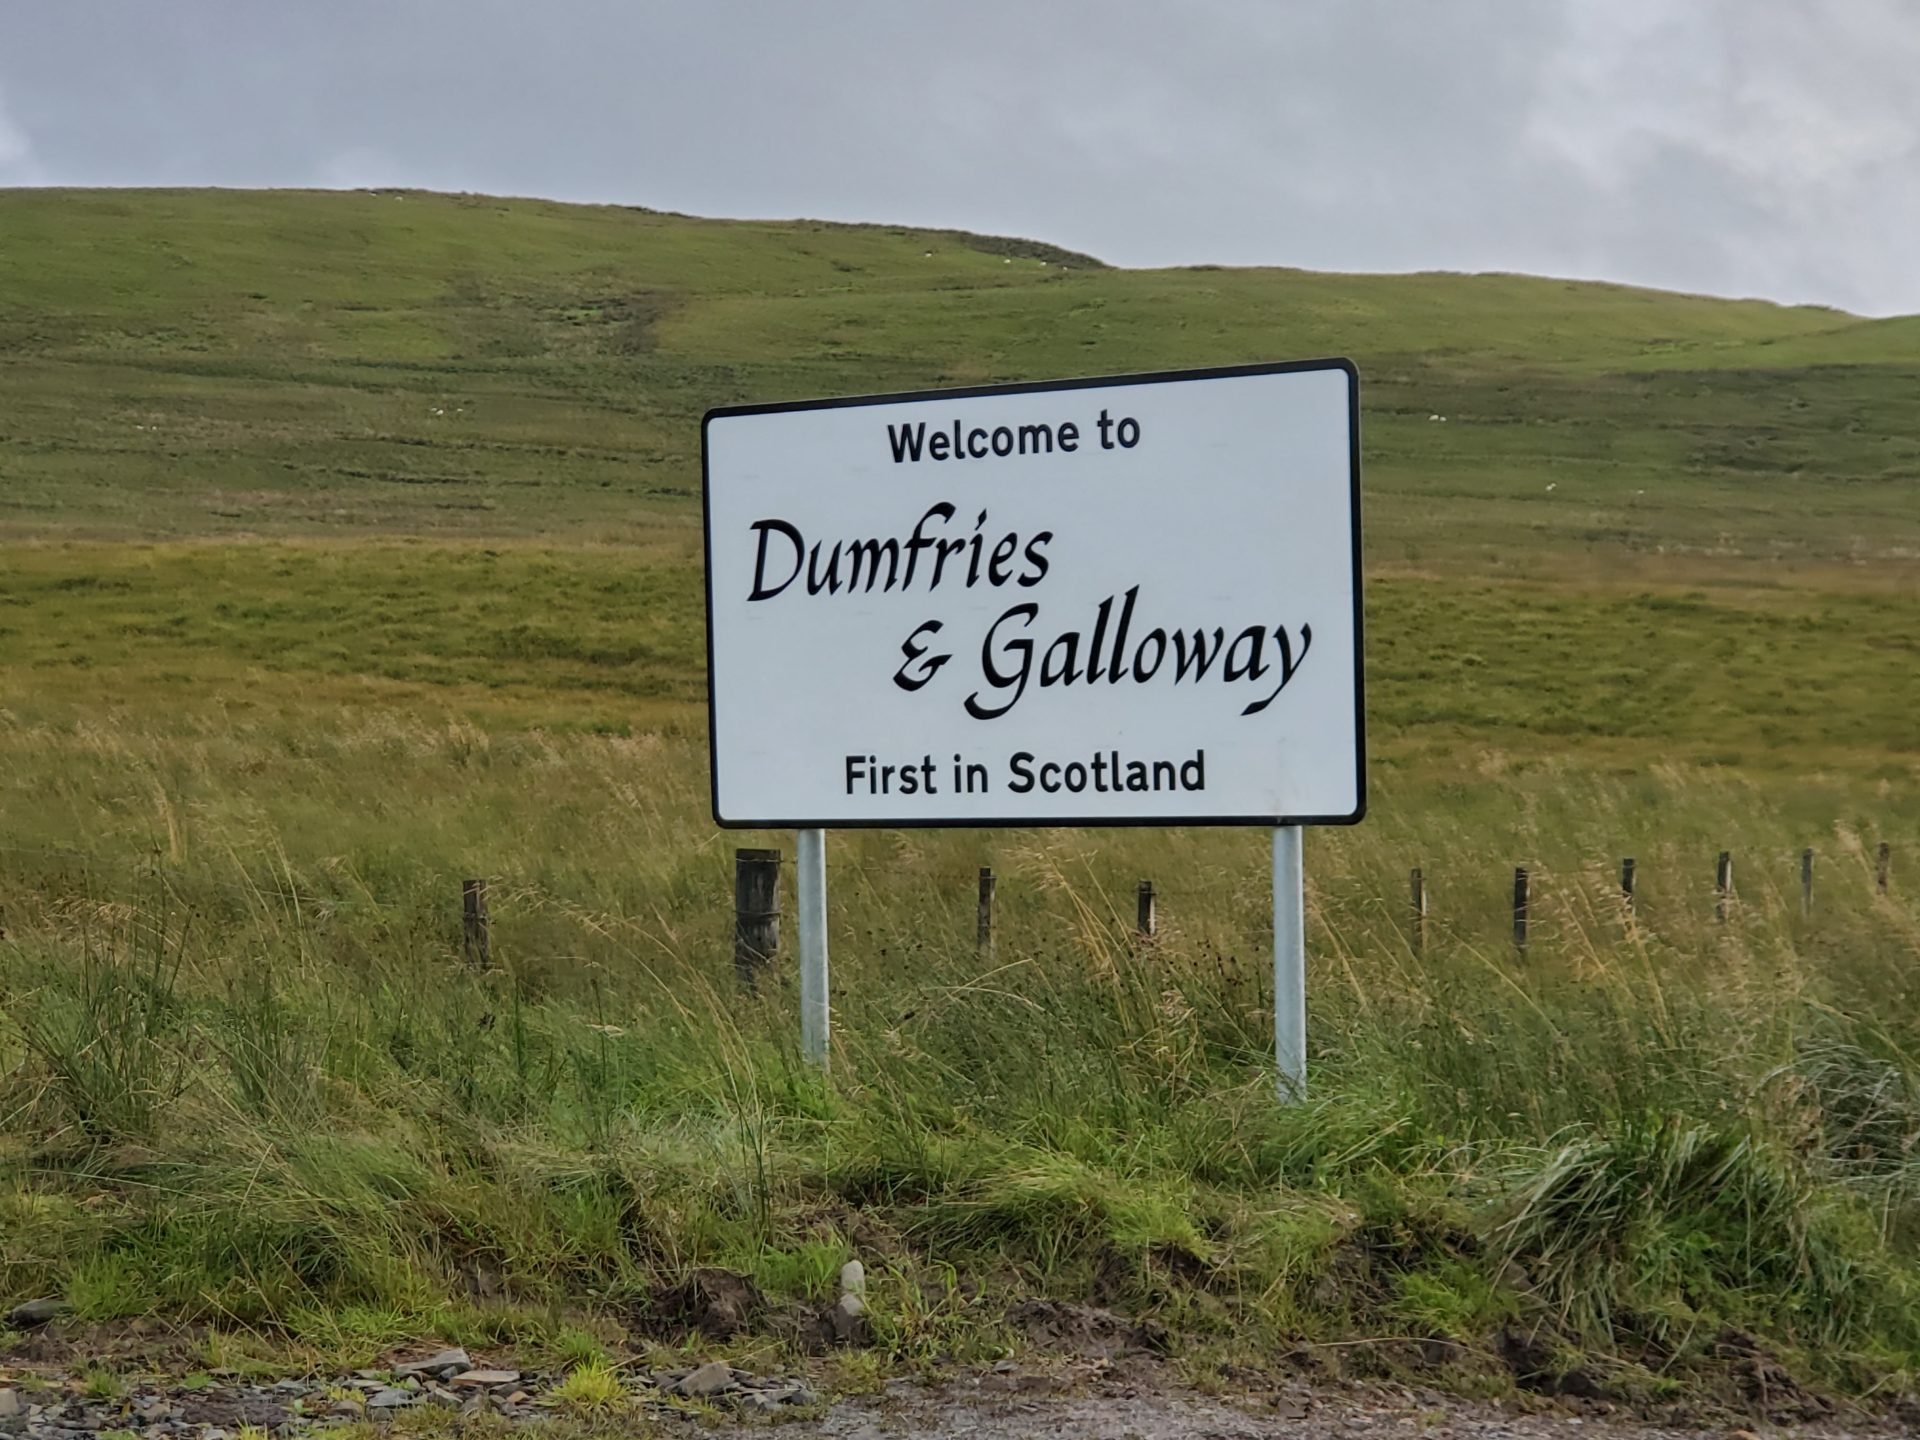 Welcome to
Dumfries
& Galloway
First in Scotland